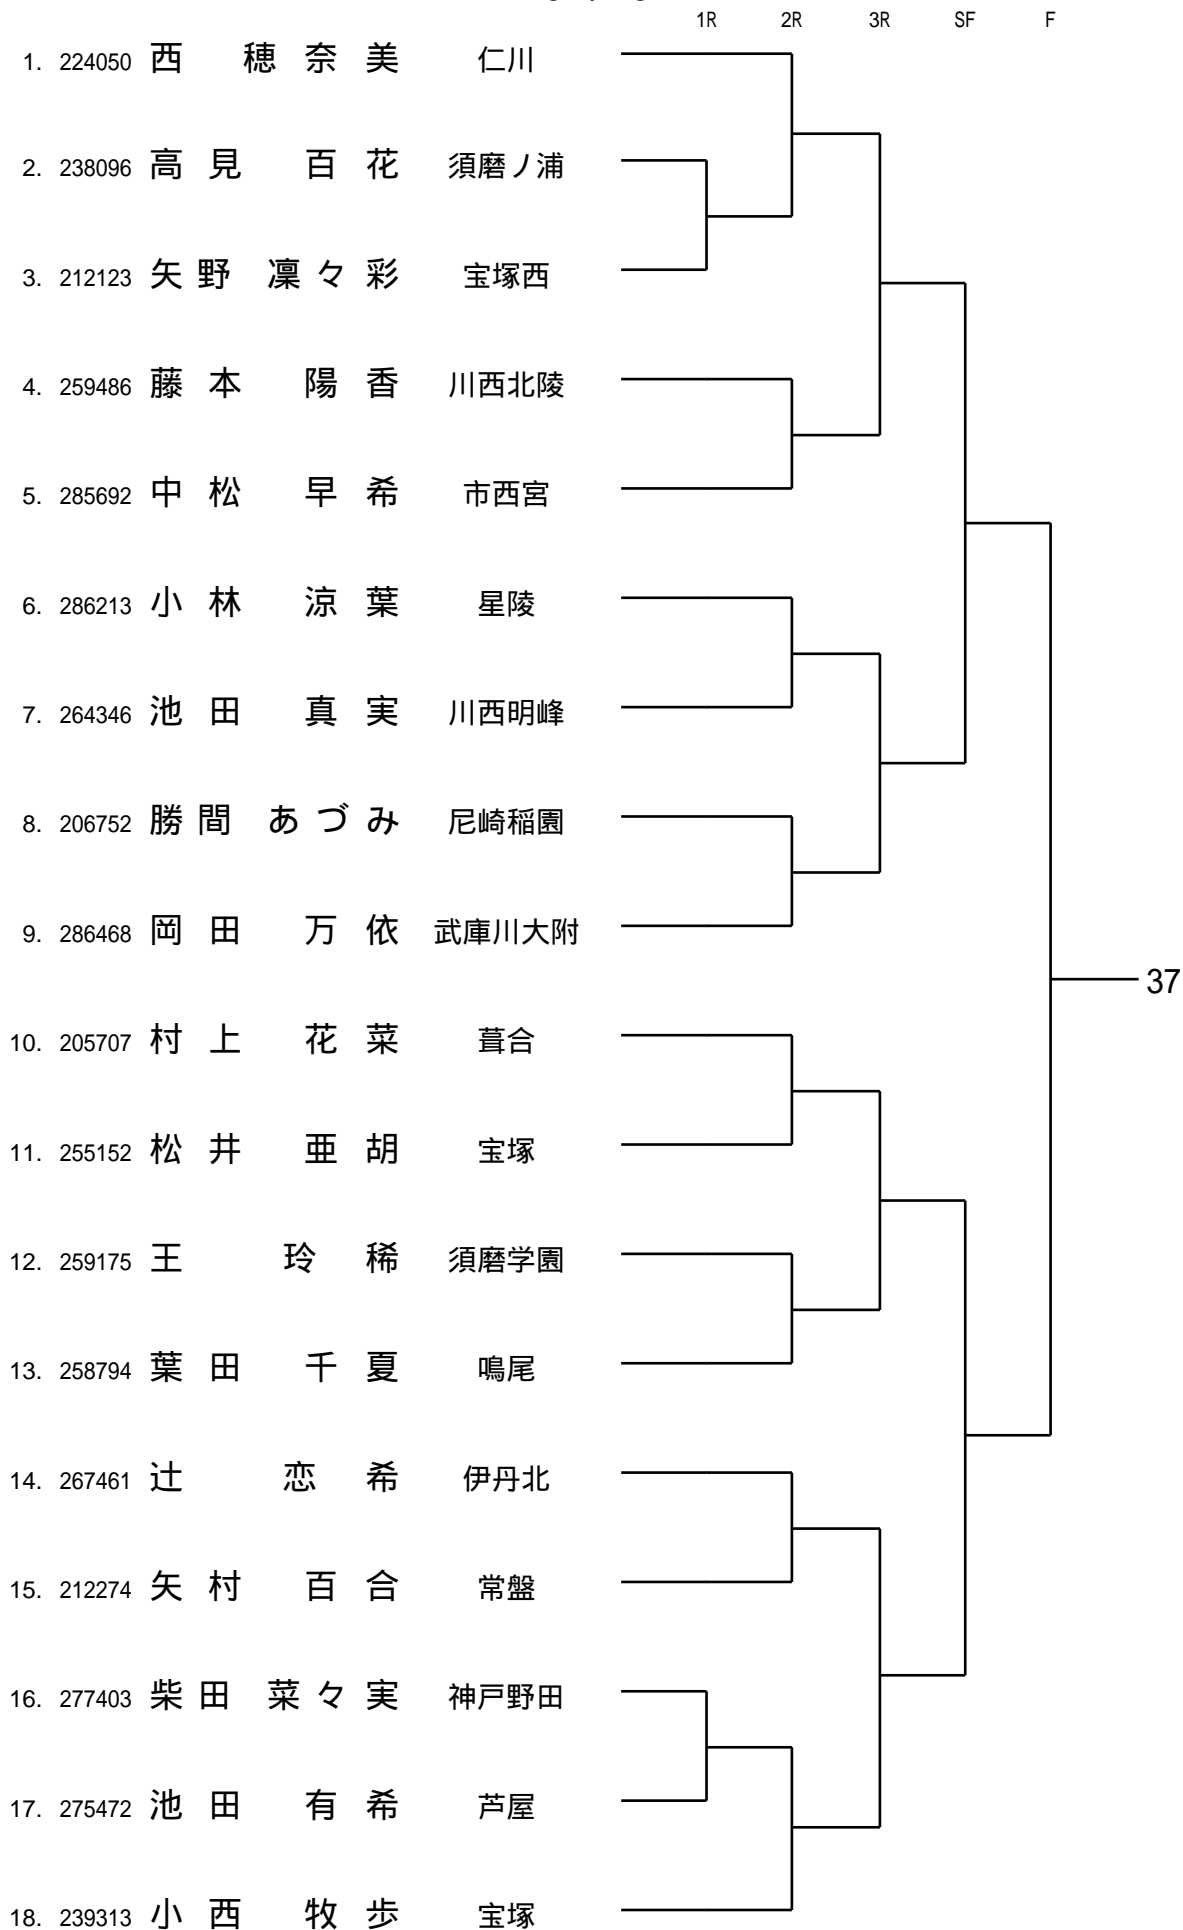 1R 2R 3R SF F
1. 224050 西 穂奈美 仁川
2. 238096 高見 百花 須磨ノ浦
3. 212123 矢野 凜々彩 宝塚西
4. 259486 藤本 陽香 川西北陵
5. 285692 中松 早希 市西宮
6. 286213 小林 涼葉 星陵
7. 264346 池田 真実 川西明峰
8. 206752 勝間 あづみ 尼崎稲園
9. 286468 岡田 万依 武庫川大附
37
10. 205707 村上 花菜 葺合
11. 255152 松井 亜胡 宝塚
12. 259175 王 玲稀 須磨学園
13. 258794 葉田 千夏 鳴尾
14. 267461 辻 恋希 伊丹北
15. 212274 矢村 百合 常盤
16. 277403 柴田 菜々実 神戸野田
17. 275472 池田 有希 芦屋
18. 239313 小西 牧歩 宝塚